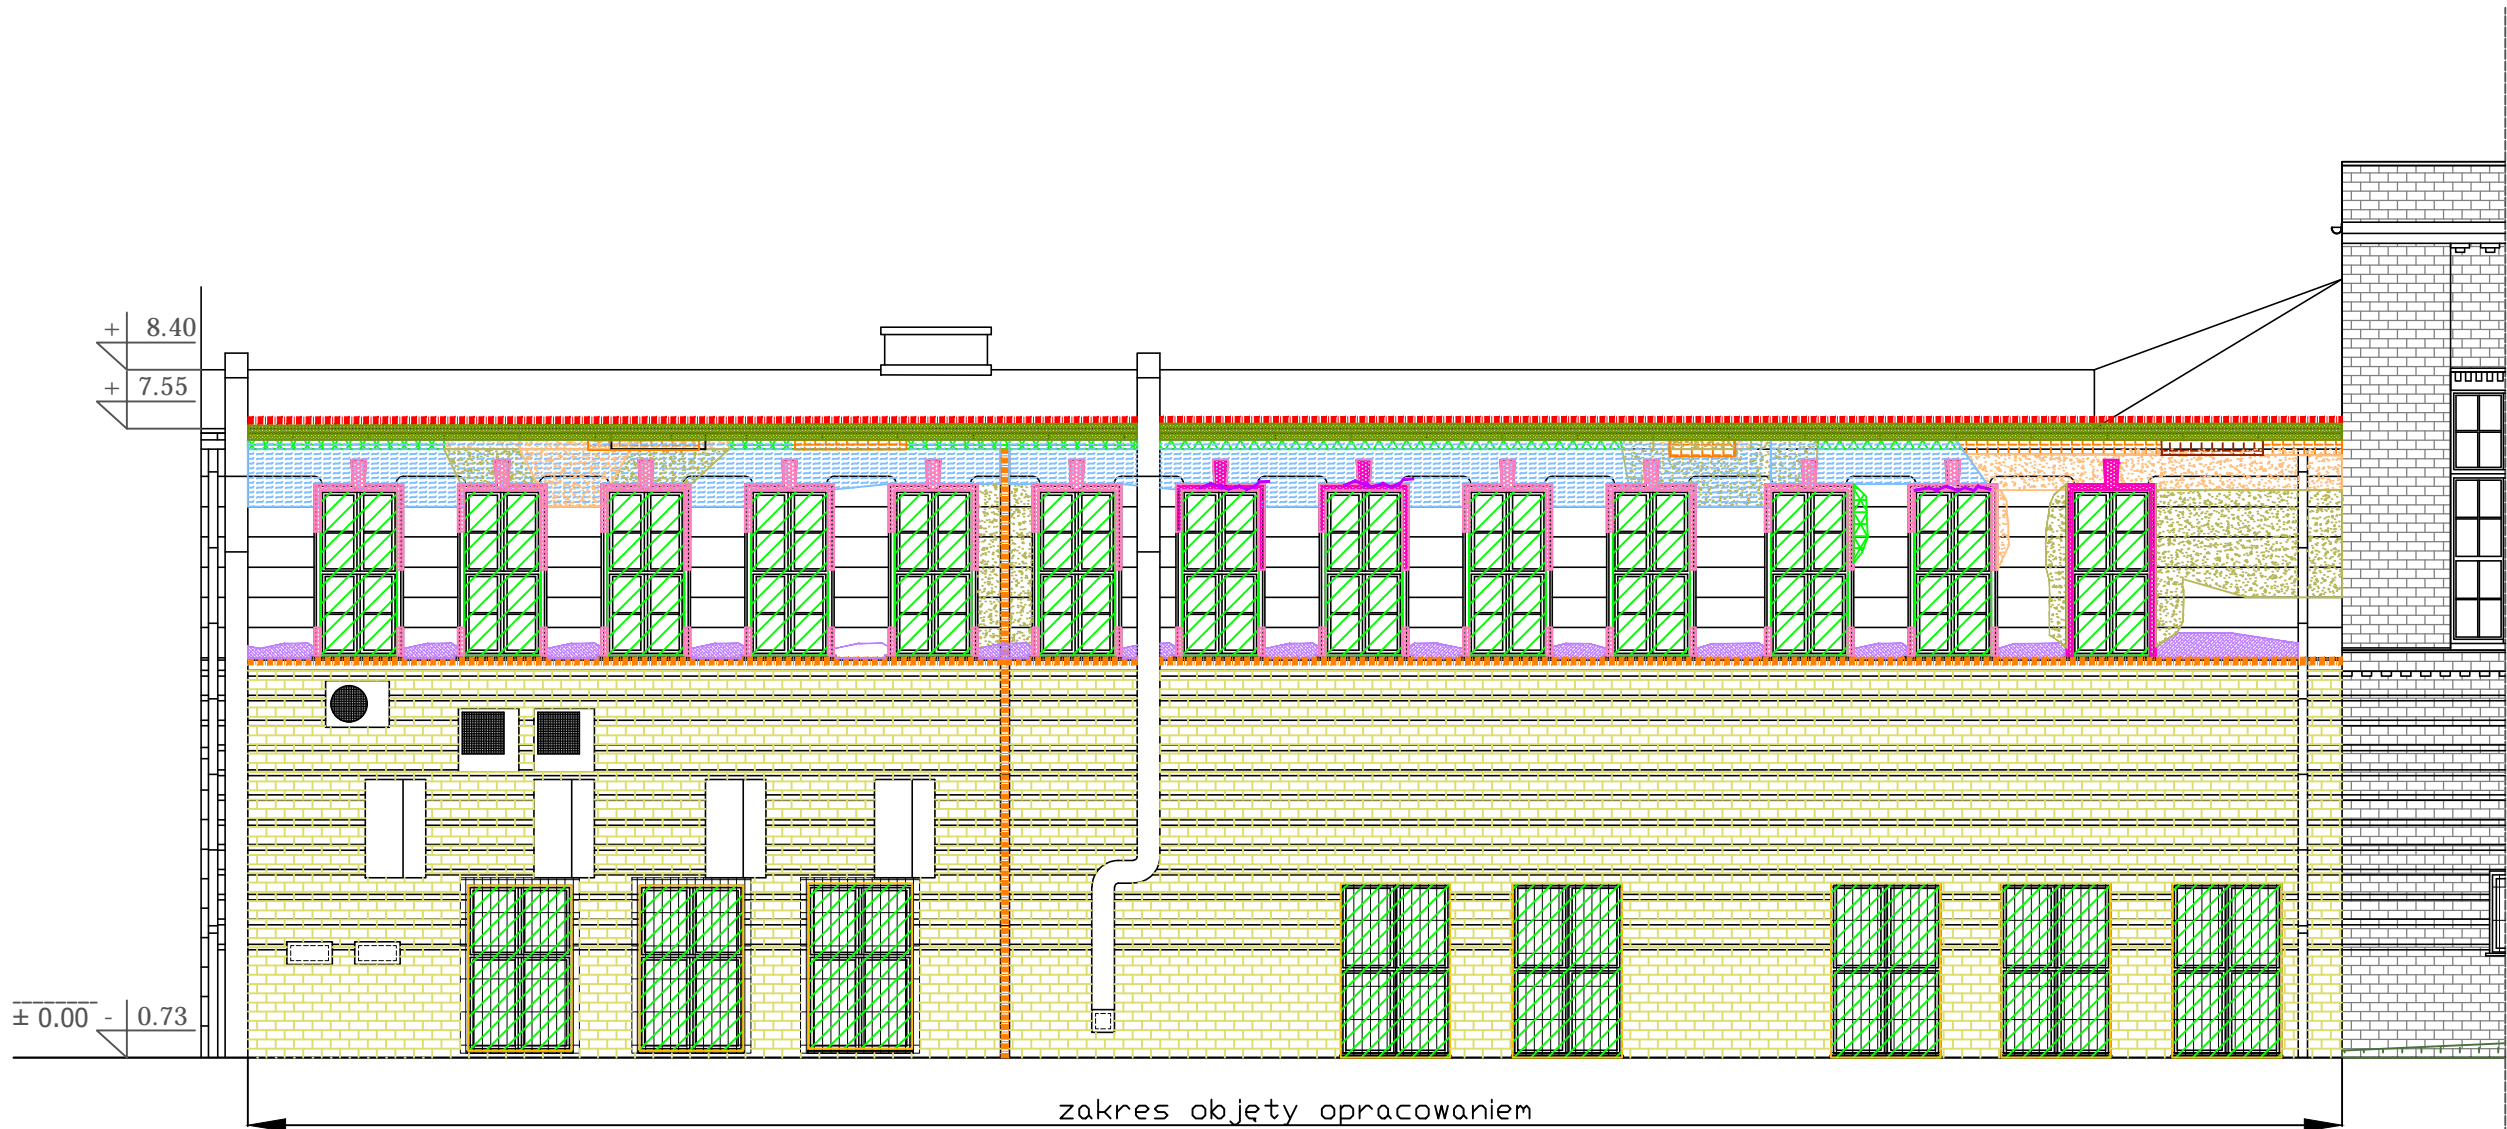 + 8.40
+ 7.55
± 0.00 - 0.73
zakres objęty opracowaniem